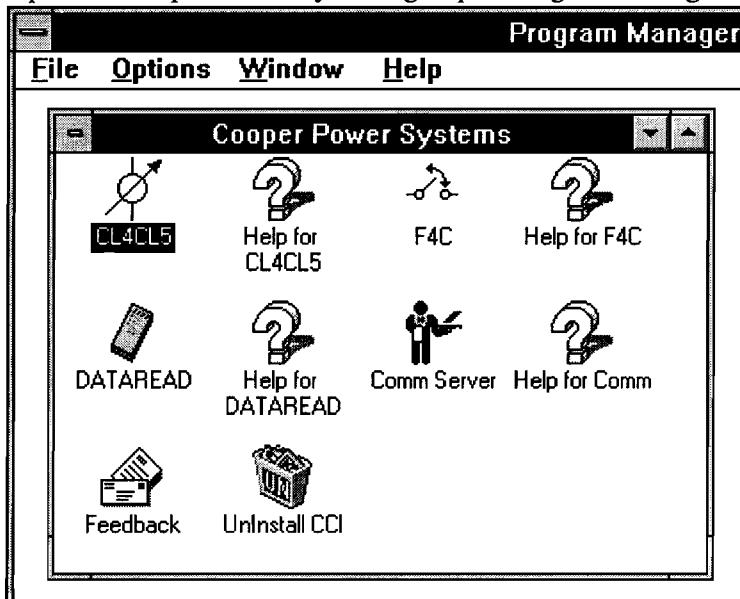 Program Manager
File Options Window Help
Cooper Power Systems
CL4CL5
Help for
CL4CL5
F4C
Help for F4C
DATAREAD
Help for
DATAREAD
Comm Server
Help for Comm
Feedback
UnInstall CCI